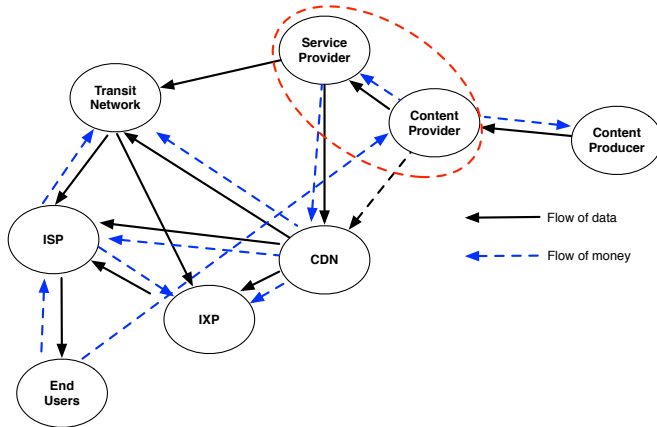 Service
Provider
Transit
Network
Content
Provider
Content
Producer
Flow of data
ISP
Flow of money
CDN
IXP
End
Users